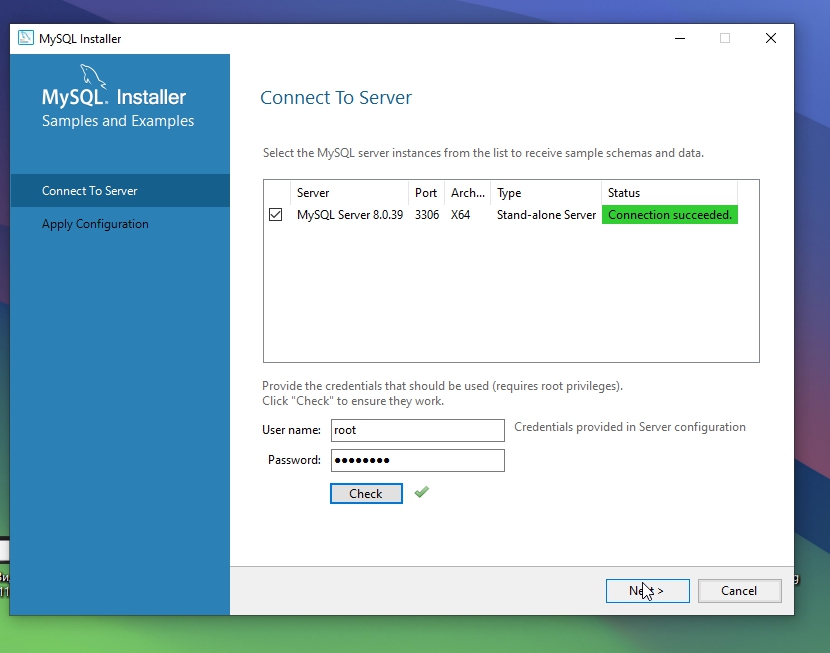 MySQL Installer
MySQL. Installer
Samples and Examples
Connect To Server
Apply Configuration
Connect To Server
Select the MySQL server instances from the list to receive sample schemas and data.
Server Port Arch... Type Status
MySQL Server 8.0.39 3306 X64 Stand-alone Server Connection succeeded.
Provide the credentials that should be used (requires root privileges).
Click "Check" to ensure they work.
User name: root Credentials provided in Server configuration
Password: ●●●●●●●●
Check
Next > Cancel
11
g